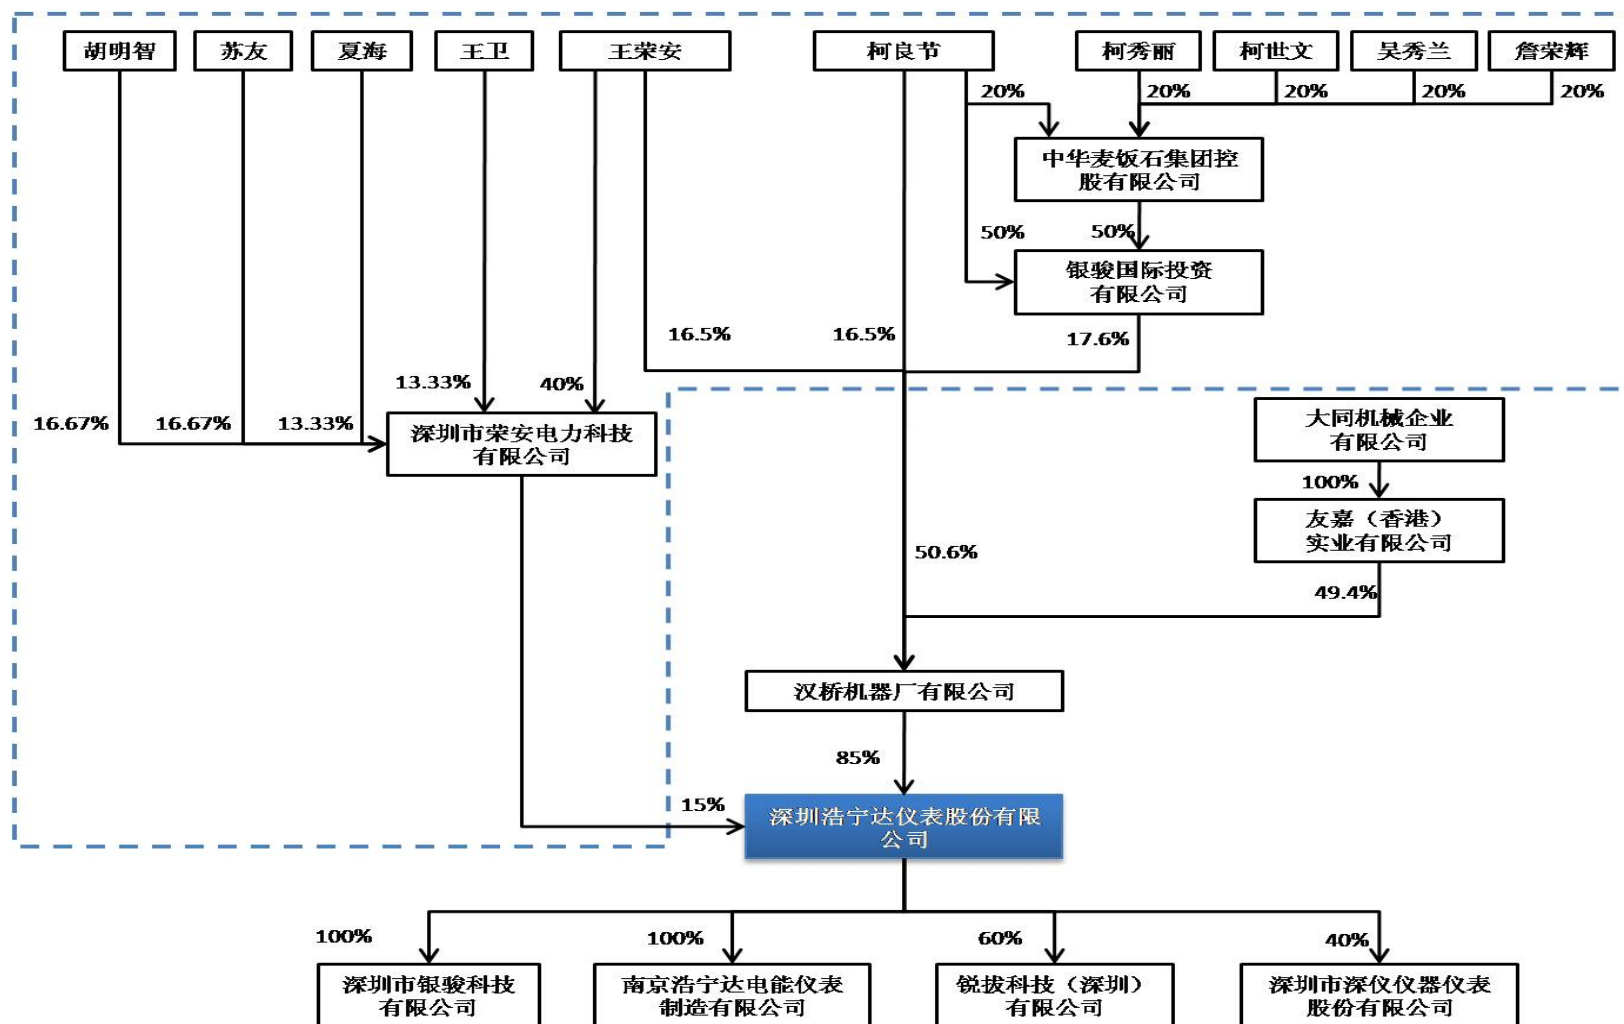 胡明智
苏友
夏海
王卫
王荣安
柯良节
柯秀丽
柯世文
吴秀兰
詹荣辉
20%
20%
20%
20%
20%
中华麦饭石集团控
股有限公司
50%
50%
银骏国际投资
有限公司
16.5%
16.5%
17.6%
13.33%
40%
16.67%
16.67%
13.33%
深圳市荣安电力科技
有限公司
大同机械企业
有限公司
100%
友嘉（香港）
实业有限公司
50.6%
49.4%
汉桥机器厂有限公司
85%
15%
深圳浩宁达仪表股份有限
公司
100%
100%
60%
40%
深圳市银骏科技
有限公司
南京浩宁达电能仪表
制造有限公司
锐拔科技（深圳）
有限公司
深圳市深仪仪器仪表
股份有限公司